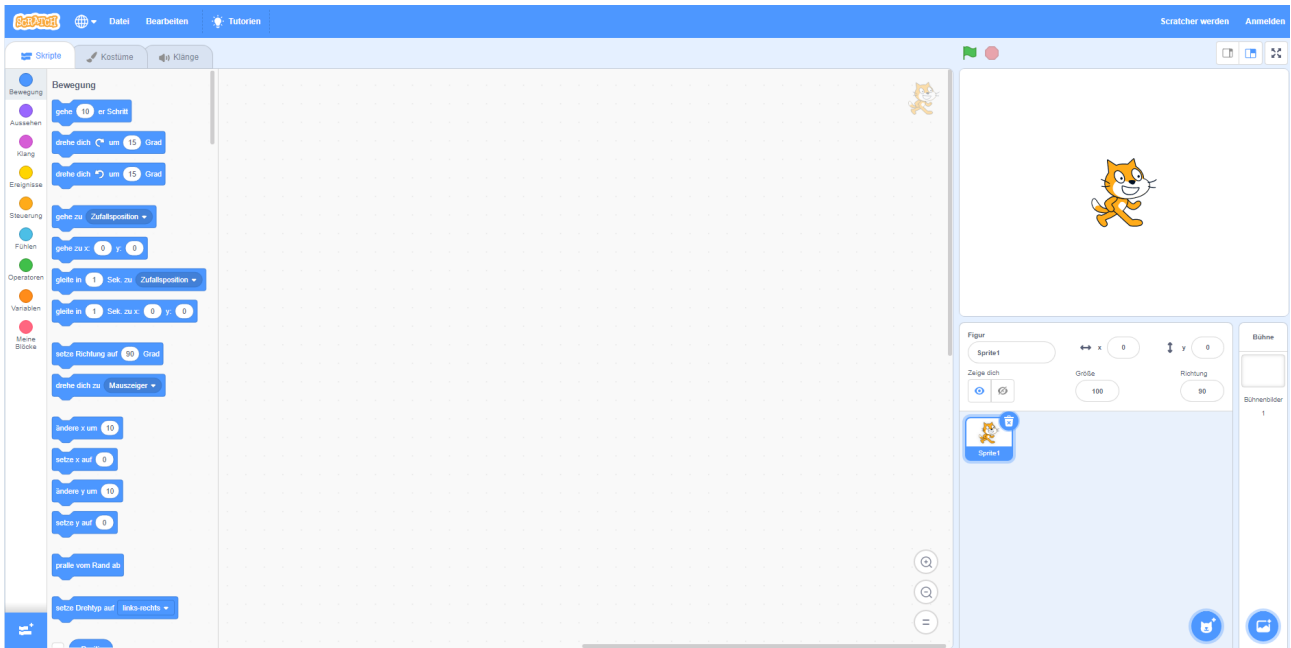 SCRATCH Datei Bearbeiten Tutorien Scratcher werden Anmelden
Skripte Kostüme Klänge
Bewegung
Aussehen
Klang
Ereignisse
Steuerung
Fühlen
Operatoren
Variablen
Meine
Blöcke
Bewegung
gehe 10 er Schritt
drehe dich um 15 Grad
drehe dich um 15 Grad
gehe zu Zufallsposition
gehe zu x: 0 y: 0
gleite in 1 Sek. zu Zufallsposition
gleite in 1 Sek. zu x: 0 y: 0
setze Richtung auf 90 Grad
drehe dich zu Mauszeiger
ändere x um 10
setze x auf 0
ändere y um 10
setze y auf 0
pralle vom Rand ab
setze Drehtyp auf links-rechts
Figur
Sprite1 x 0 y 0
Zeige dich Größe Richtung
100 90
Sprite1
Bühne
Bühnenbilder
1